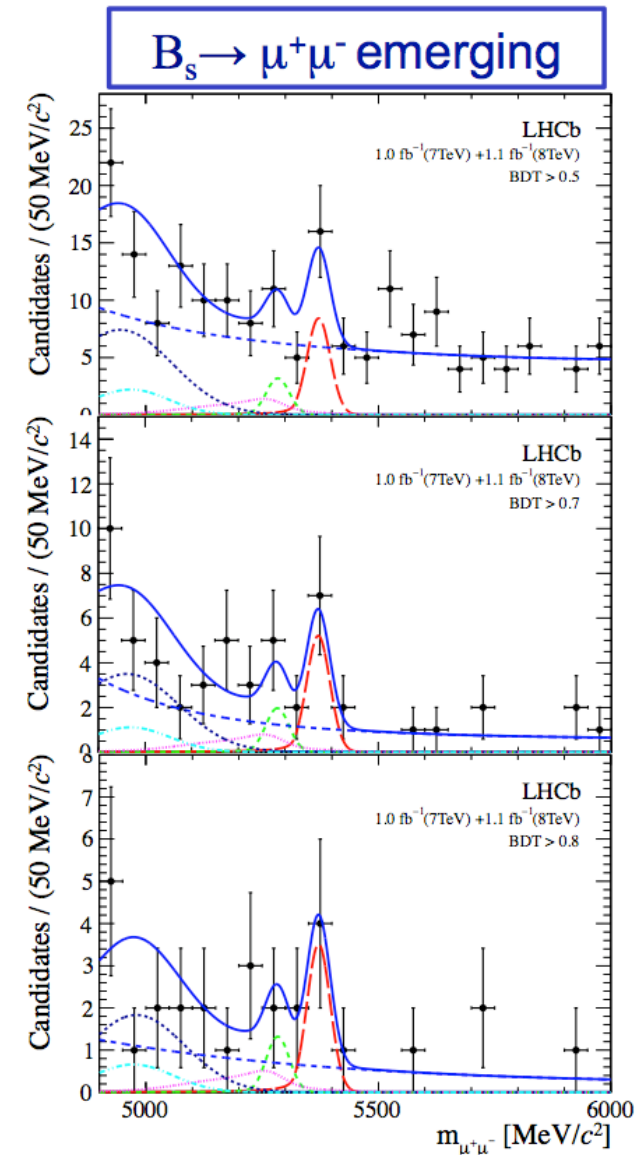 Bₛ→ μ⁺μ⁻ emerging
Candidates / (50 MeV/c²)
25
20
15
10
5
0
LHCb
1.0 fb⁻¹(7TeV) +1.1 fb⁻¹(8TeV)
BDT > 0.5
Candidates / (50 MeV/c²)
14
12
10
8
6
4
2
0
LHCb
1.0 fb⁻¹(7TeV) +1.1 fb⁻¹(8TeV)
BDT > 0.7
Candidates / (50 MeV/c²)
8
7
6
5
4
3
2
1
0
LHCb
1.0 fb⁻¹(7TeV) +1.1 fb⁻¹(8TeV)
BDT > 0.8
5000 5500 6000
m_μ⁺μ⁻ [MeV/c²]